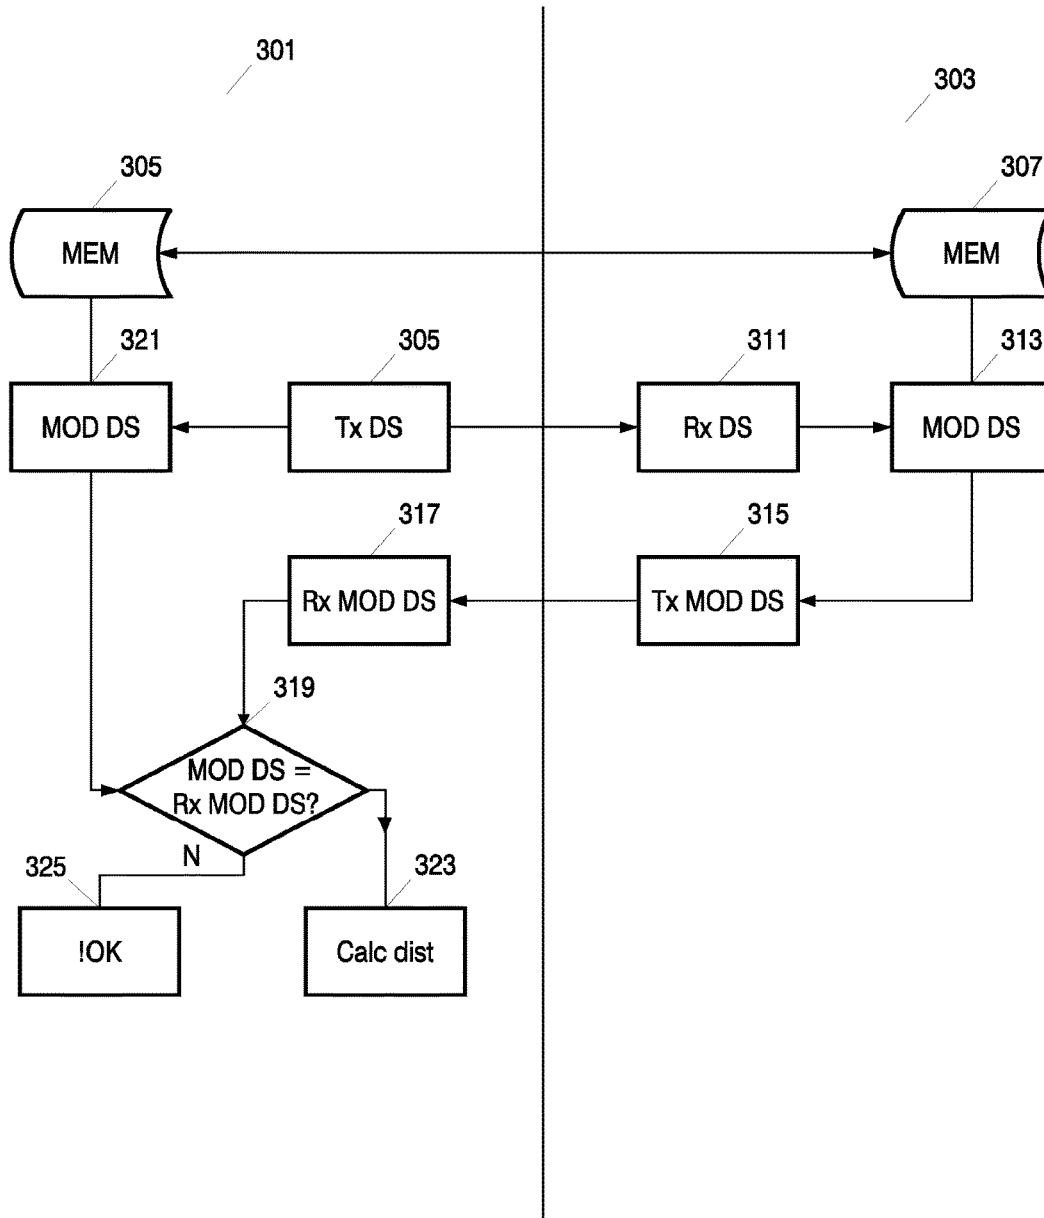 301
303
305
307
MEM
MEM
321
305
311
313
MOD DS
Tx DS
Rx DS
MOD DS
317
315
Rx MOD DS
Tx MOD DS
319
MOD DS =
Rx MOD DS?
N
325
323
!OK
Calc dist